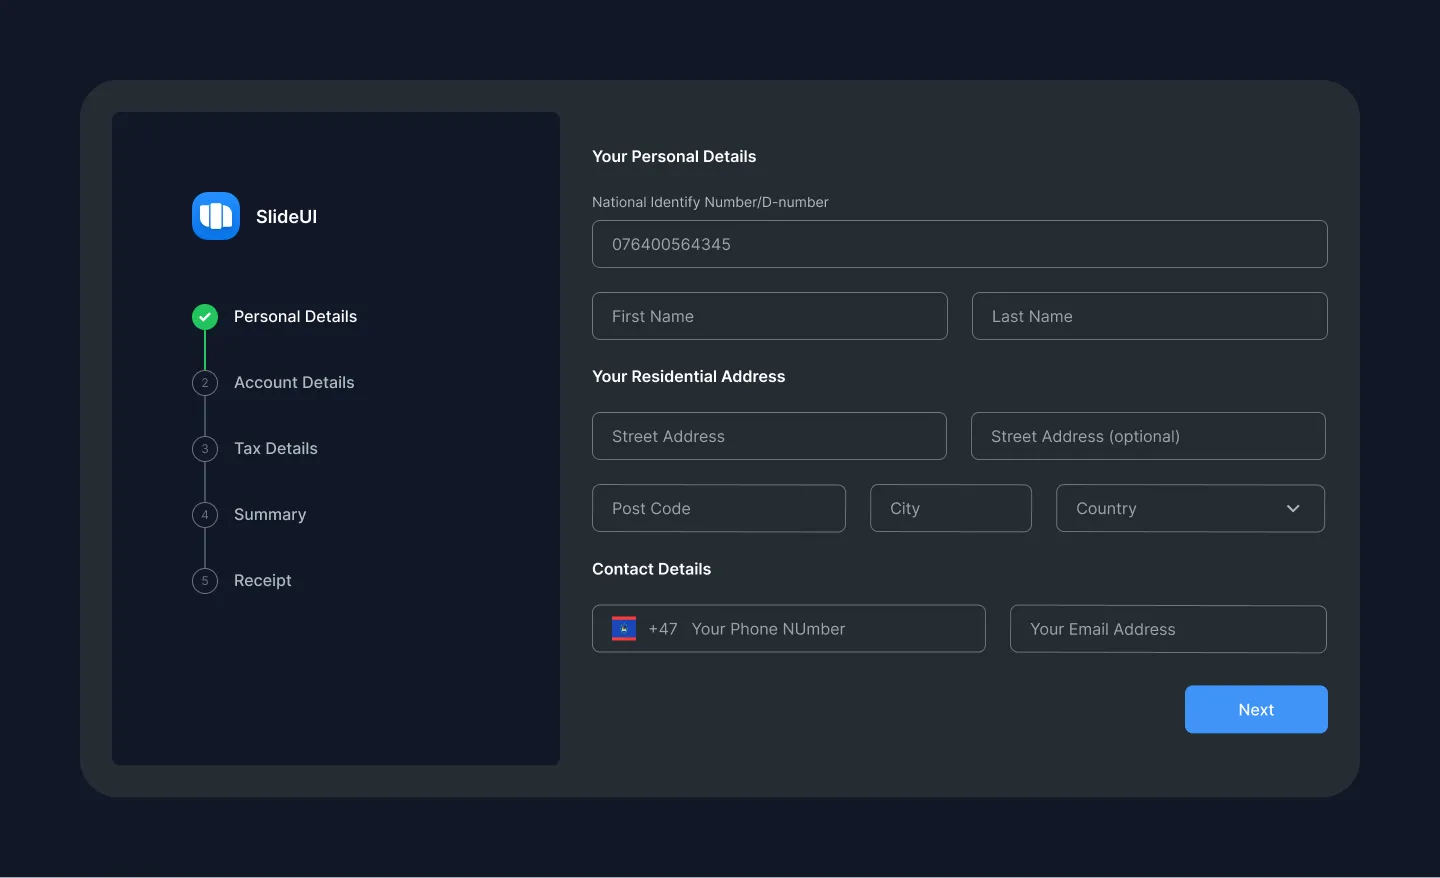 SlideUI
Personal Details
2 Account Details
3 Tax Details
4 Summary
5 Receipt
Your Personal Details
National Identify Number/D-number
076400564345
First Name Last Name
Your Residential Address
Street Address Street Address (optional)
Post Code City Country
Contact Details
+47 Your Phone NUmber Your Email Address
Next